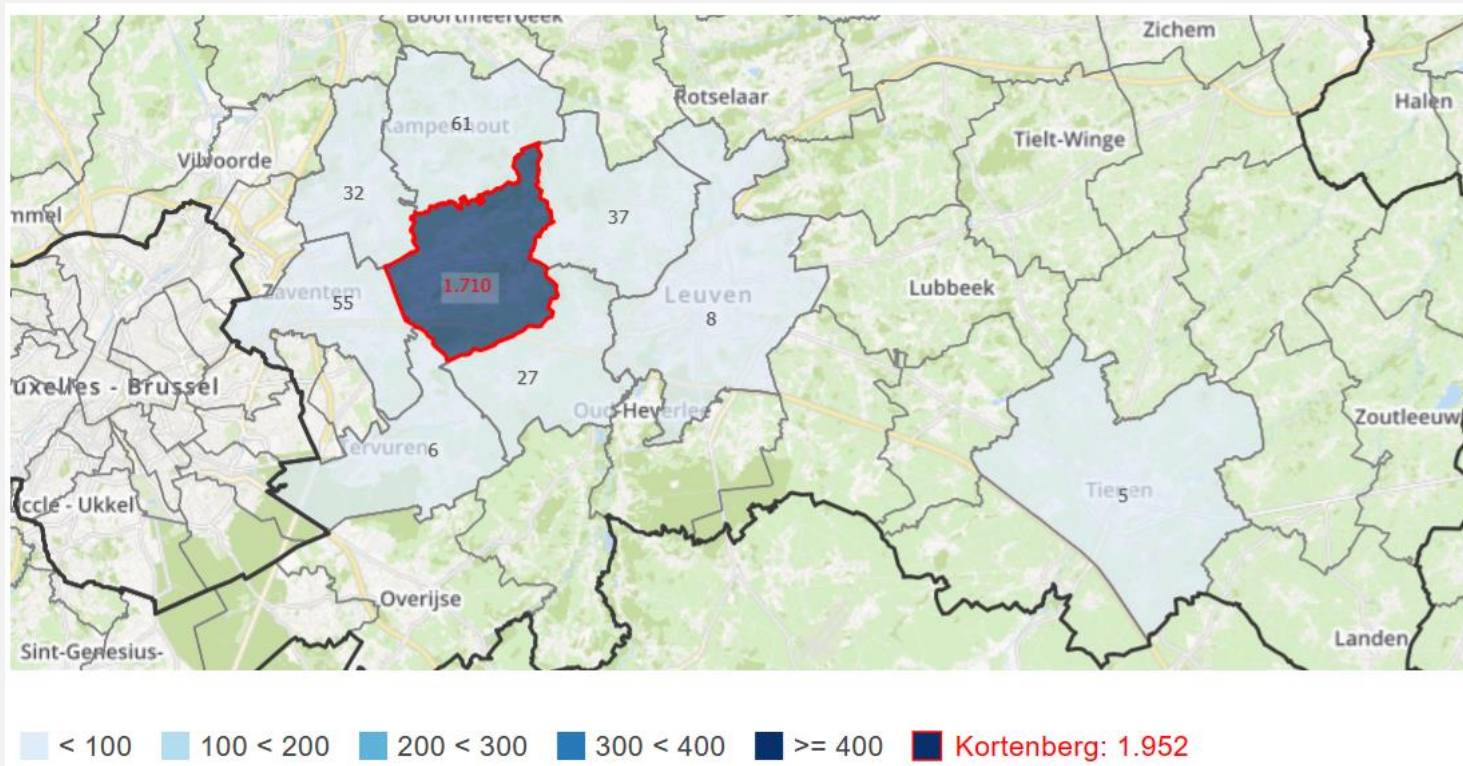 Boortmeerbeek
Zichem
Rotselaar
Halen
Kampenhout
61
Tielt-Winge
Vilvoorde
32
mmel
37
Zaventem
55
1.710
Leuven
8
Lubbeek
uxelles - Brussel
27
Oud-Heverlee
Zoutleeuw
Tervuren
6
Tienen
5
ccle - Ukkel
Overijse
Sint-Genesius-
Landen
< 100 100 < 200 200 < 300 300 < 400 >= 400 Kortenberg: 1.952